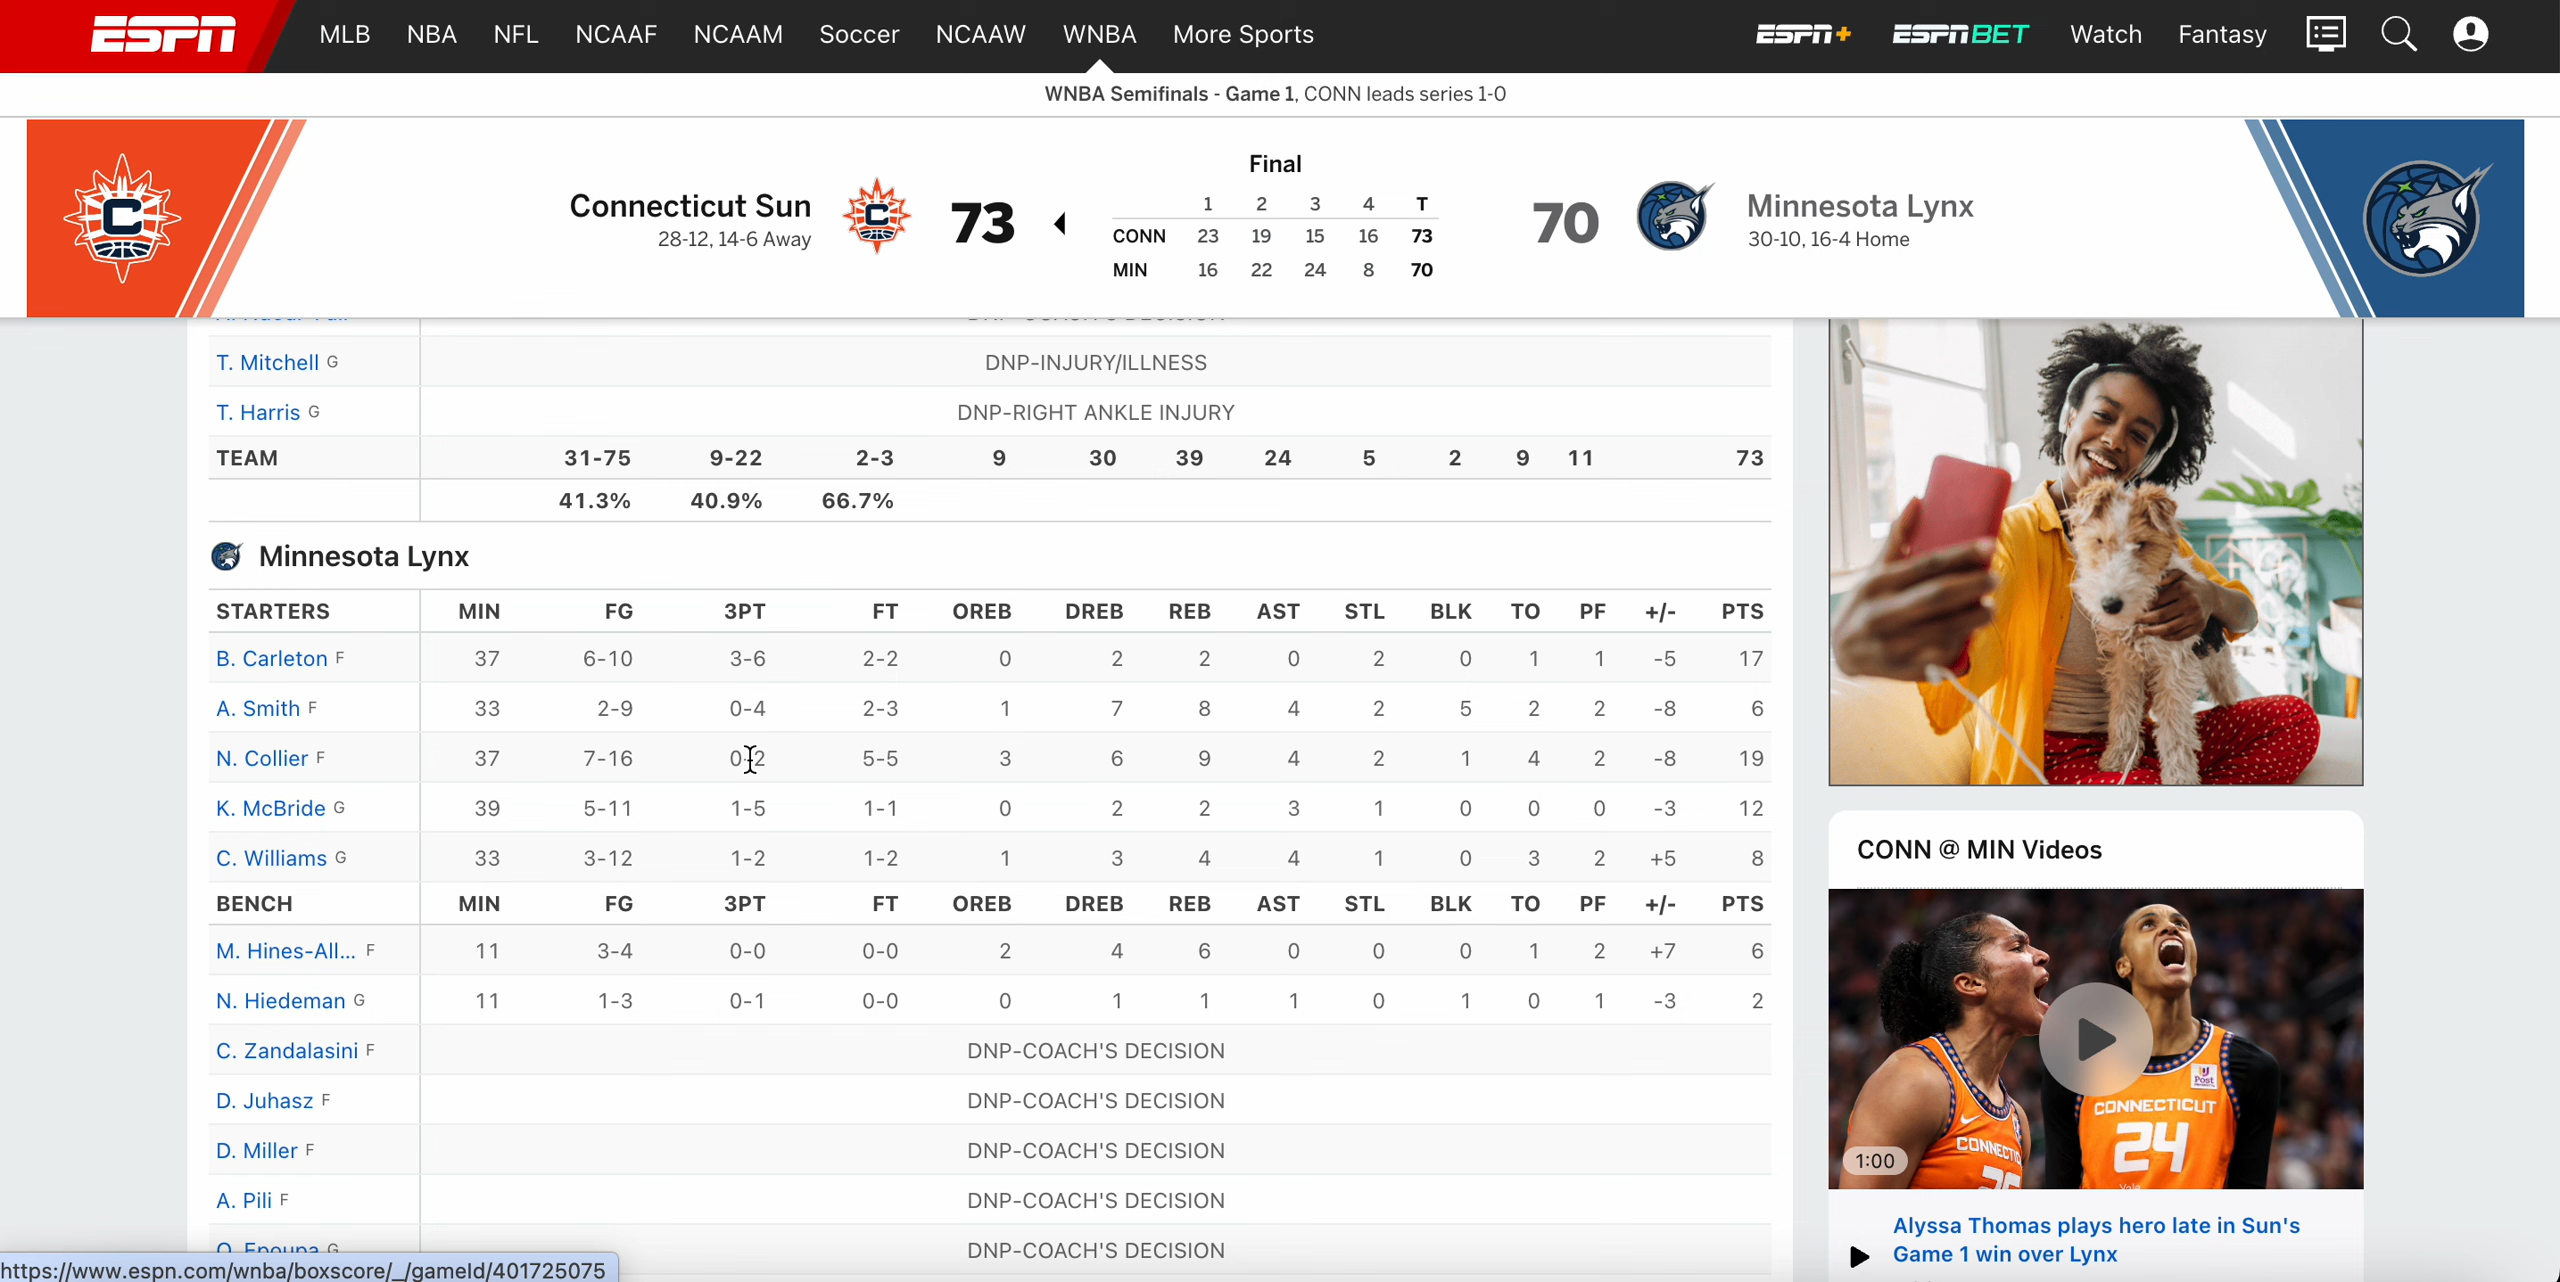 ESPN MLB NBA NFL NCAAF NCAAM Soccer NCAAW WNBA More Sports ESPN+ ESPN BET Watch Fantasy
WNBA Semifinals - Game 1, CONN leads series 1-0
Final
Connecticut Sun
28-12, 14-6 Away
73
1 2 3 4 T
CONN 23 19 15 16 73
MIN 16 22 24 8 70
70
Minnesota Lynx
30-10, 16-4 Home
T. Mitchell G DNP-INJURY/ILLNESS
T. Harris G DNP-RIGHT ANKLE INJURY
TEAM 31-75 9-22 2-3 9 30 39 24 5 2 9 11 73
41.3% 40.9% 66.7%
Minnesota Lynx
STARTERS MIN FG 3PT FT OREB DREB REB AST STL BLK TO PF +/- PTS
B. Carleton F 37 6-10 3-6 2-2 0 2 2 0 2 0 1 1 -5 17
A. Smith F 33 2-9 0-4 2-3 1 7 8 4 2 5 2 2 -8 6
N. Collier F 37 7-16 0-2 5-5 3 6 9 4 2 1 4 2 -8 19
K. McBride G 39 5-11 1-5 1-1 0 2 2 3 1 0 0 0 -3 12
C. Williams G 33 3-12 1-2 1-2 1 3 4 4 1 0 3 2 +5 8
BENCH MIN FG 3PT FT OREB DREB REB AST STL BLK TO PF +/- PTS
M. Hines-All... F 11 3-4 0-0 0-0 2 4 6 0 0 0 1 2 +7 6
N. Hiedeman G 11 1-3 0-1 0-0 0 1 1 1 0 1 0 1 -3 2
C. Zandalasini F DNP-COACH'S DECISION
D. Juhasz F DNP-COACH'S DECISION
D. Miller F DNP-COACH'S DECISION
A. Pili F DNP-COACH'S DECISION
O. Epoupa G DNP-COACH'S DECISION
https://www.espn.com/wnba/boxscore/_/gameId/401725075
CONN @ MIN Videos
CONNECTICUT
24
1:00
Alyssa Thomas plays hero late in Sun's
Game 1 win over Lynx